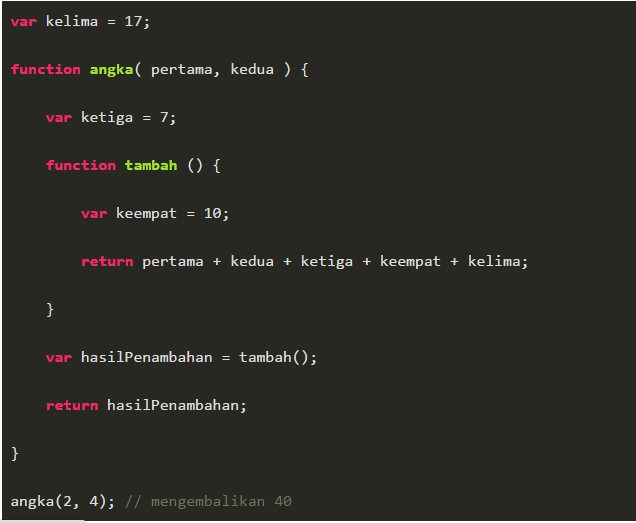 var kelima = 17;
function angka( pertama, kedua ) {
var ketiga = 7;
function tambah () {
var keempat = 10;
return pertama + kedua + ketiga + keempat + kelima;
}
var hasilPenambahan = tambah();
return hasilPenambahan;
}
angka(2, 4); // mengembalikan 40